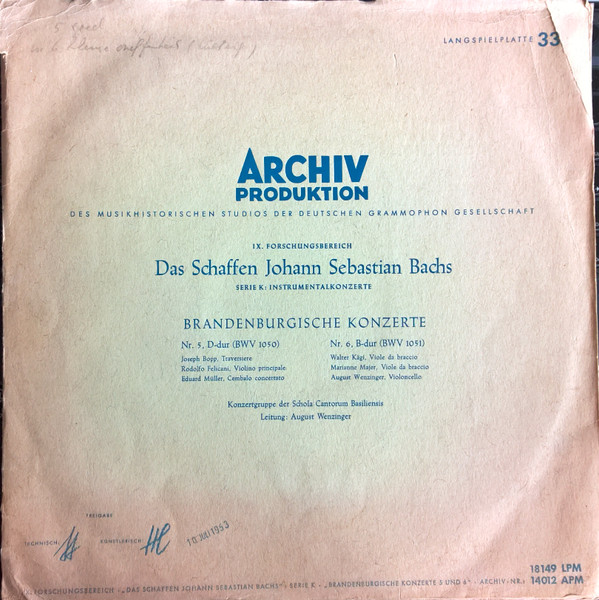 LANGSPIELPLATTE 33
ARCHIV
PRODUKTION
DES MUSIKHISTORISCHEN STUDIOS DER DEUTSCHEN GRAMMOPHON GESELLSCHAFT
IX. FORSCHUNGSBEREICH
Das Schaffen Johann Sebastian Bachs
SERIE K: INSTRUMENTALKONZERTE
BRANDENBURGISCHE KONZERTE
Nr. 5, D-dur (BWV 1050)
Joseph Bopp, Traversiere
Rodolfo Felicani, Violino principale
Eduard Müller, Cembalo concertato
Nr. 6, B-dur (BWV 1051)
Walter Kägi, Viola da braccio
Marianne Majer, Viola da braccio
August Wenzinger, Violoncello
Konzertgruppe der Schola Cantorum Basiliensis
Leitung: August Wenzinger
FREIGABE
TECHNISCH:
KÜNSTLERISCH:
10. JULI 1953
18149 LPM
14012 APM
FORSCHUNGSBEREICH · „DAS SCHAFFEN JOHANN SEBASTIAN BACHS“ · SERIE K · „BRANDENBURGISCHE KONZERTE 5 UND 6“ · ARCHIV-NR.: